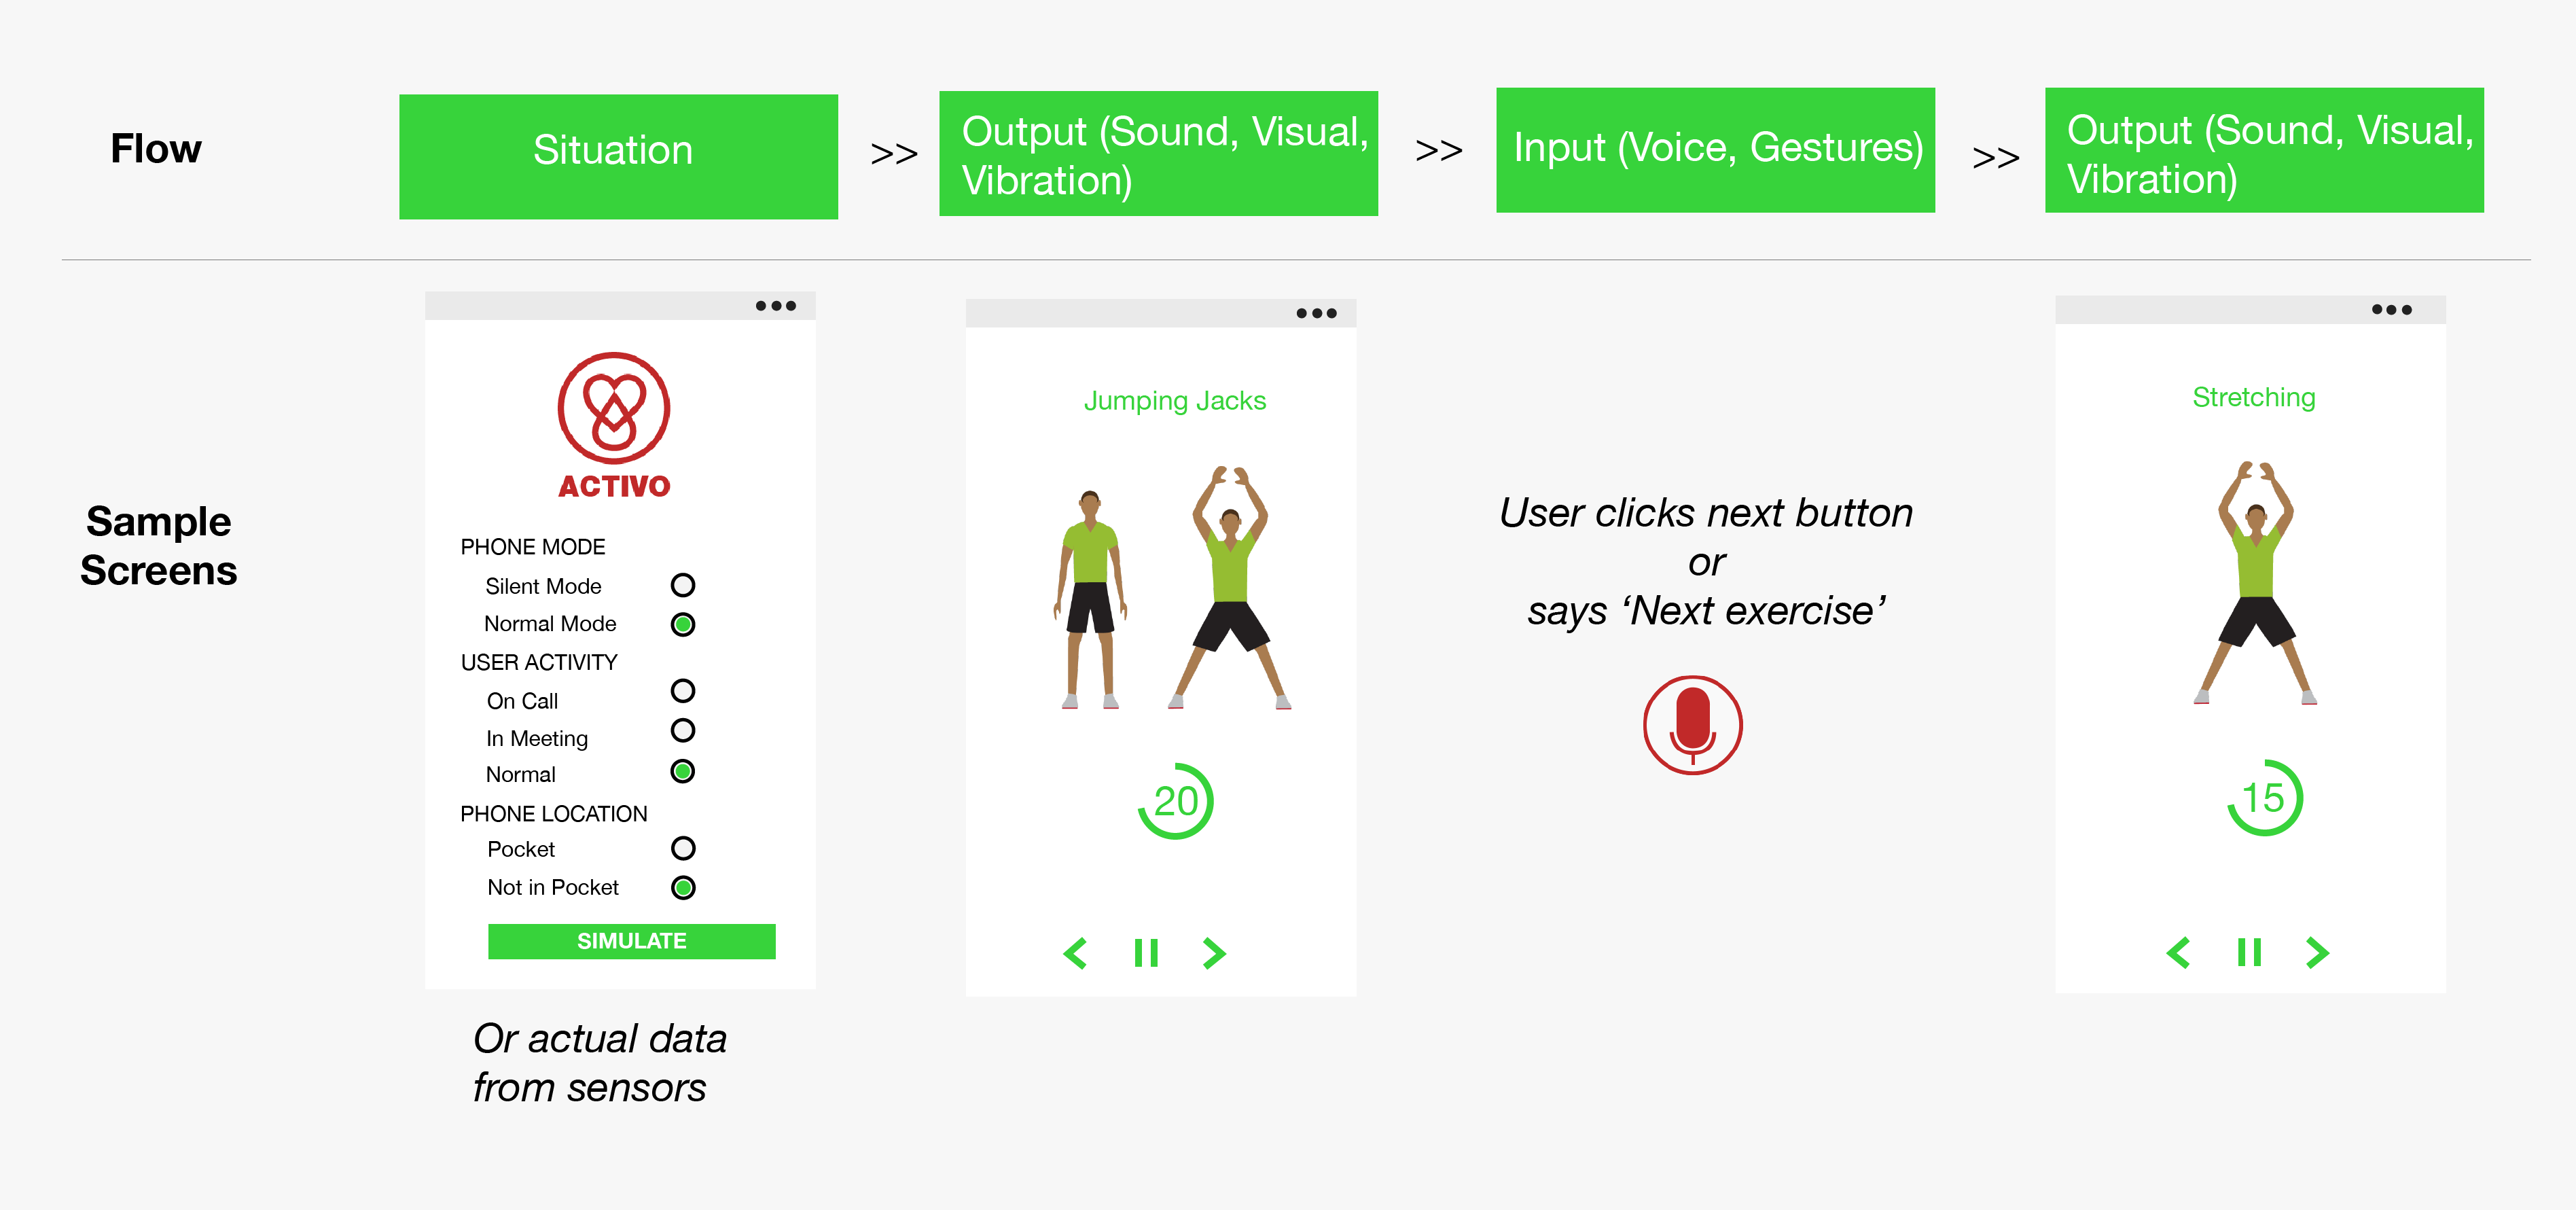 Flow
Situation
>>
Output (Sound, Visual,
Vibration)
>>
Input (Voice, Gestures)
>>
Output (Sound, Visual,
Vibration)
Sample
Screens
ACTIVO
PHONE MODE
Silent Mode
Normal Mode
USER ACTIVITY
On Call
In Meeting
Normal
PHONE LOCATION
Pocket
Not in Pocket
SIMULATE
Or actual data
from sensors
Jumping Jacks
20
User clicks next button
or
says ‘Next exercise’
Stretching
15